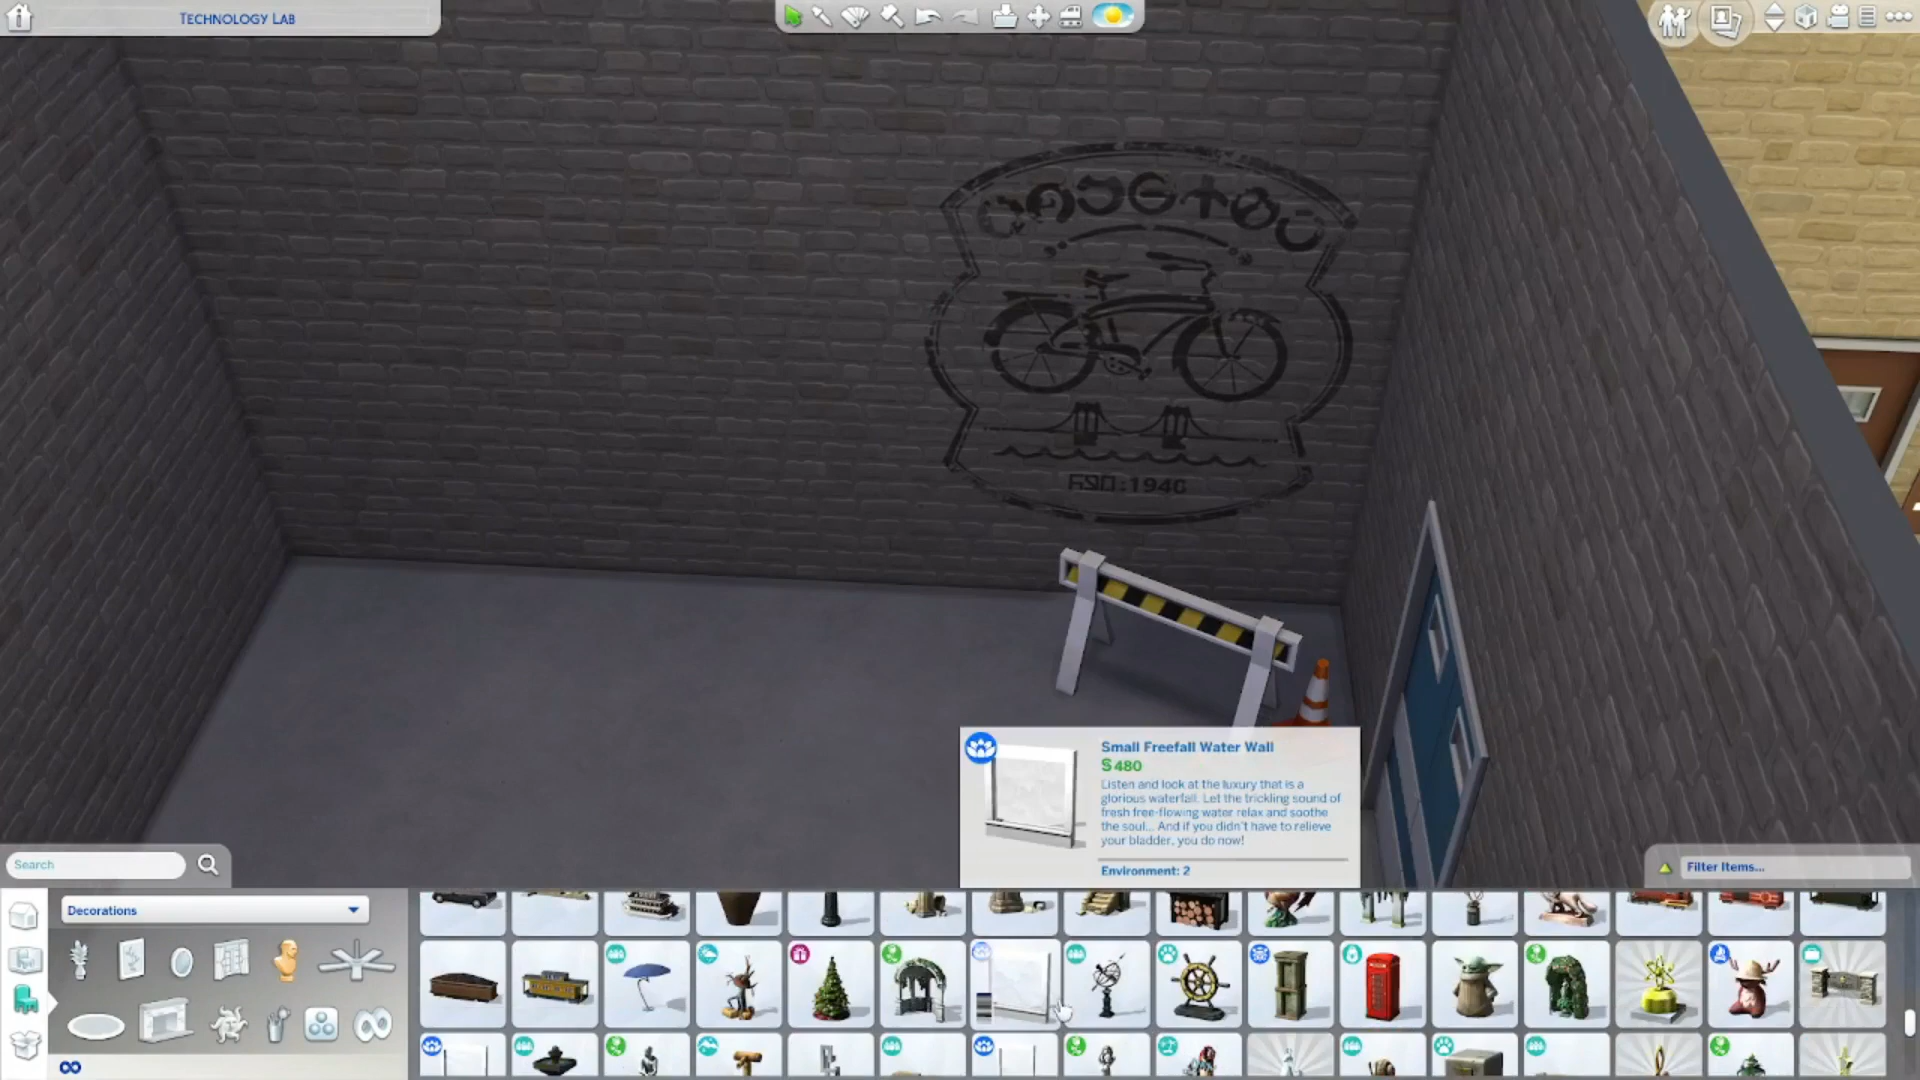 TECHNOLOGY LAB
Small Freefall Water Wall
§480
Listen and look at the luxury that is a
glorious waterfall. Let the trickling sound of
fresh free-flowing water relax and soothe
the soul... And if you didn't have to relieve
your bladder, you do now!
Environment: 2
Search
Filter Items...
Decorations